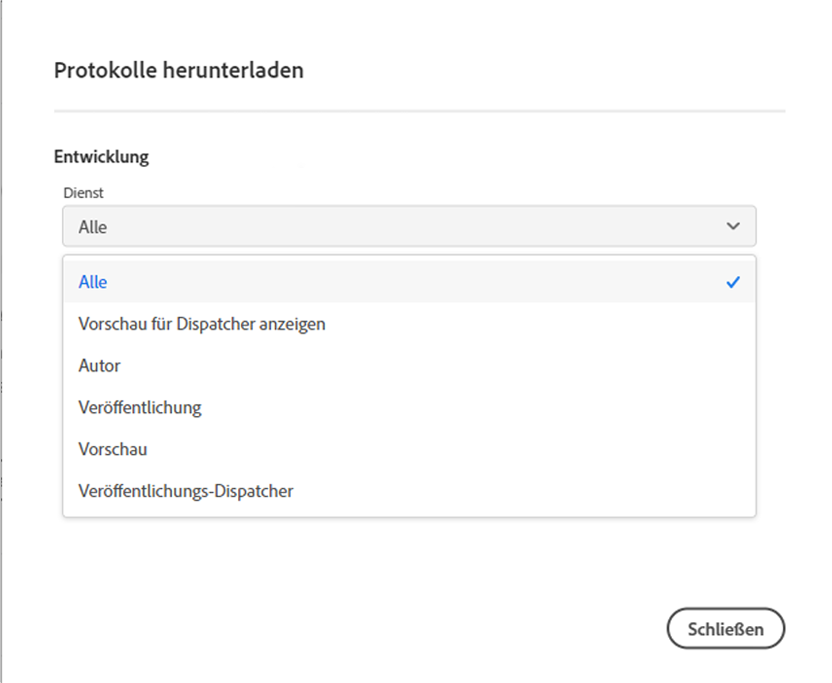 Protokolle herunterladen
Entwicklung
Dienst
Alle
Alle
Vorschau für Dispatcher anzeigen
Autor
Veröffentlichung
Vorschau
Veröffentlichungs-Dispatcher
Schließen